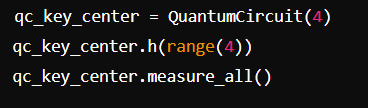 qc_key_center = QuantumCircuit(4)
qc_key_center.h(range(4))
qc_key_center.measure_all()